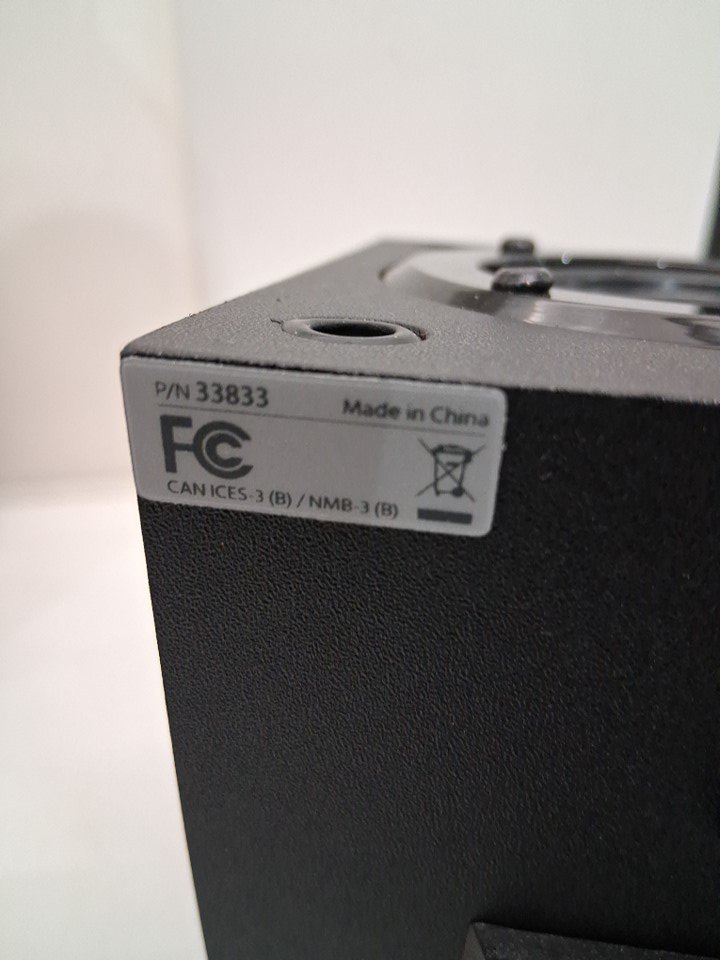 P/N 33833
Made in China
FC
CAN ICES-3 (B) / NMB-3 (B)